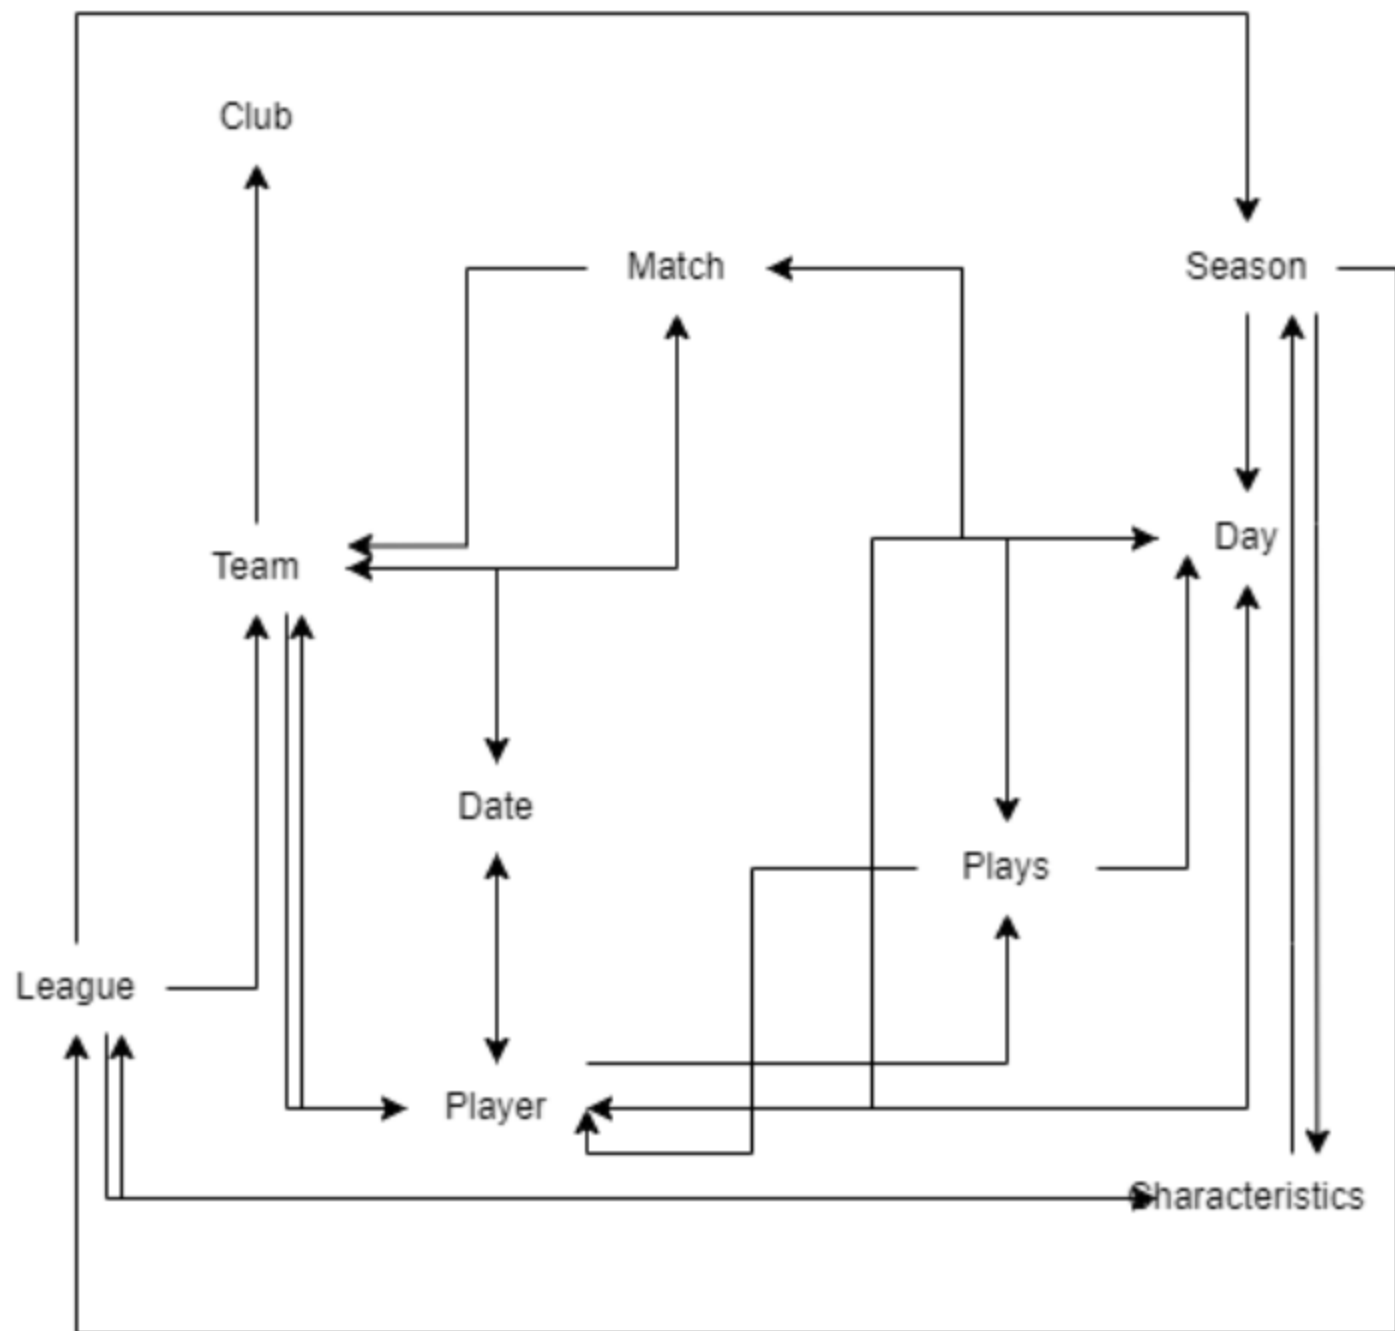 Club
Match
Season
Day
Team
Date
Plays
League
Player
Characteristics